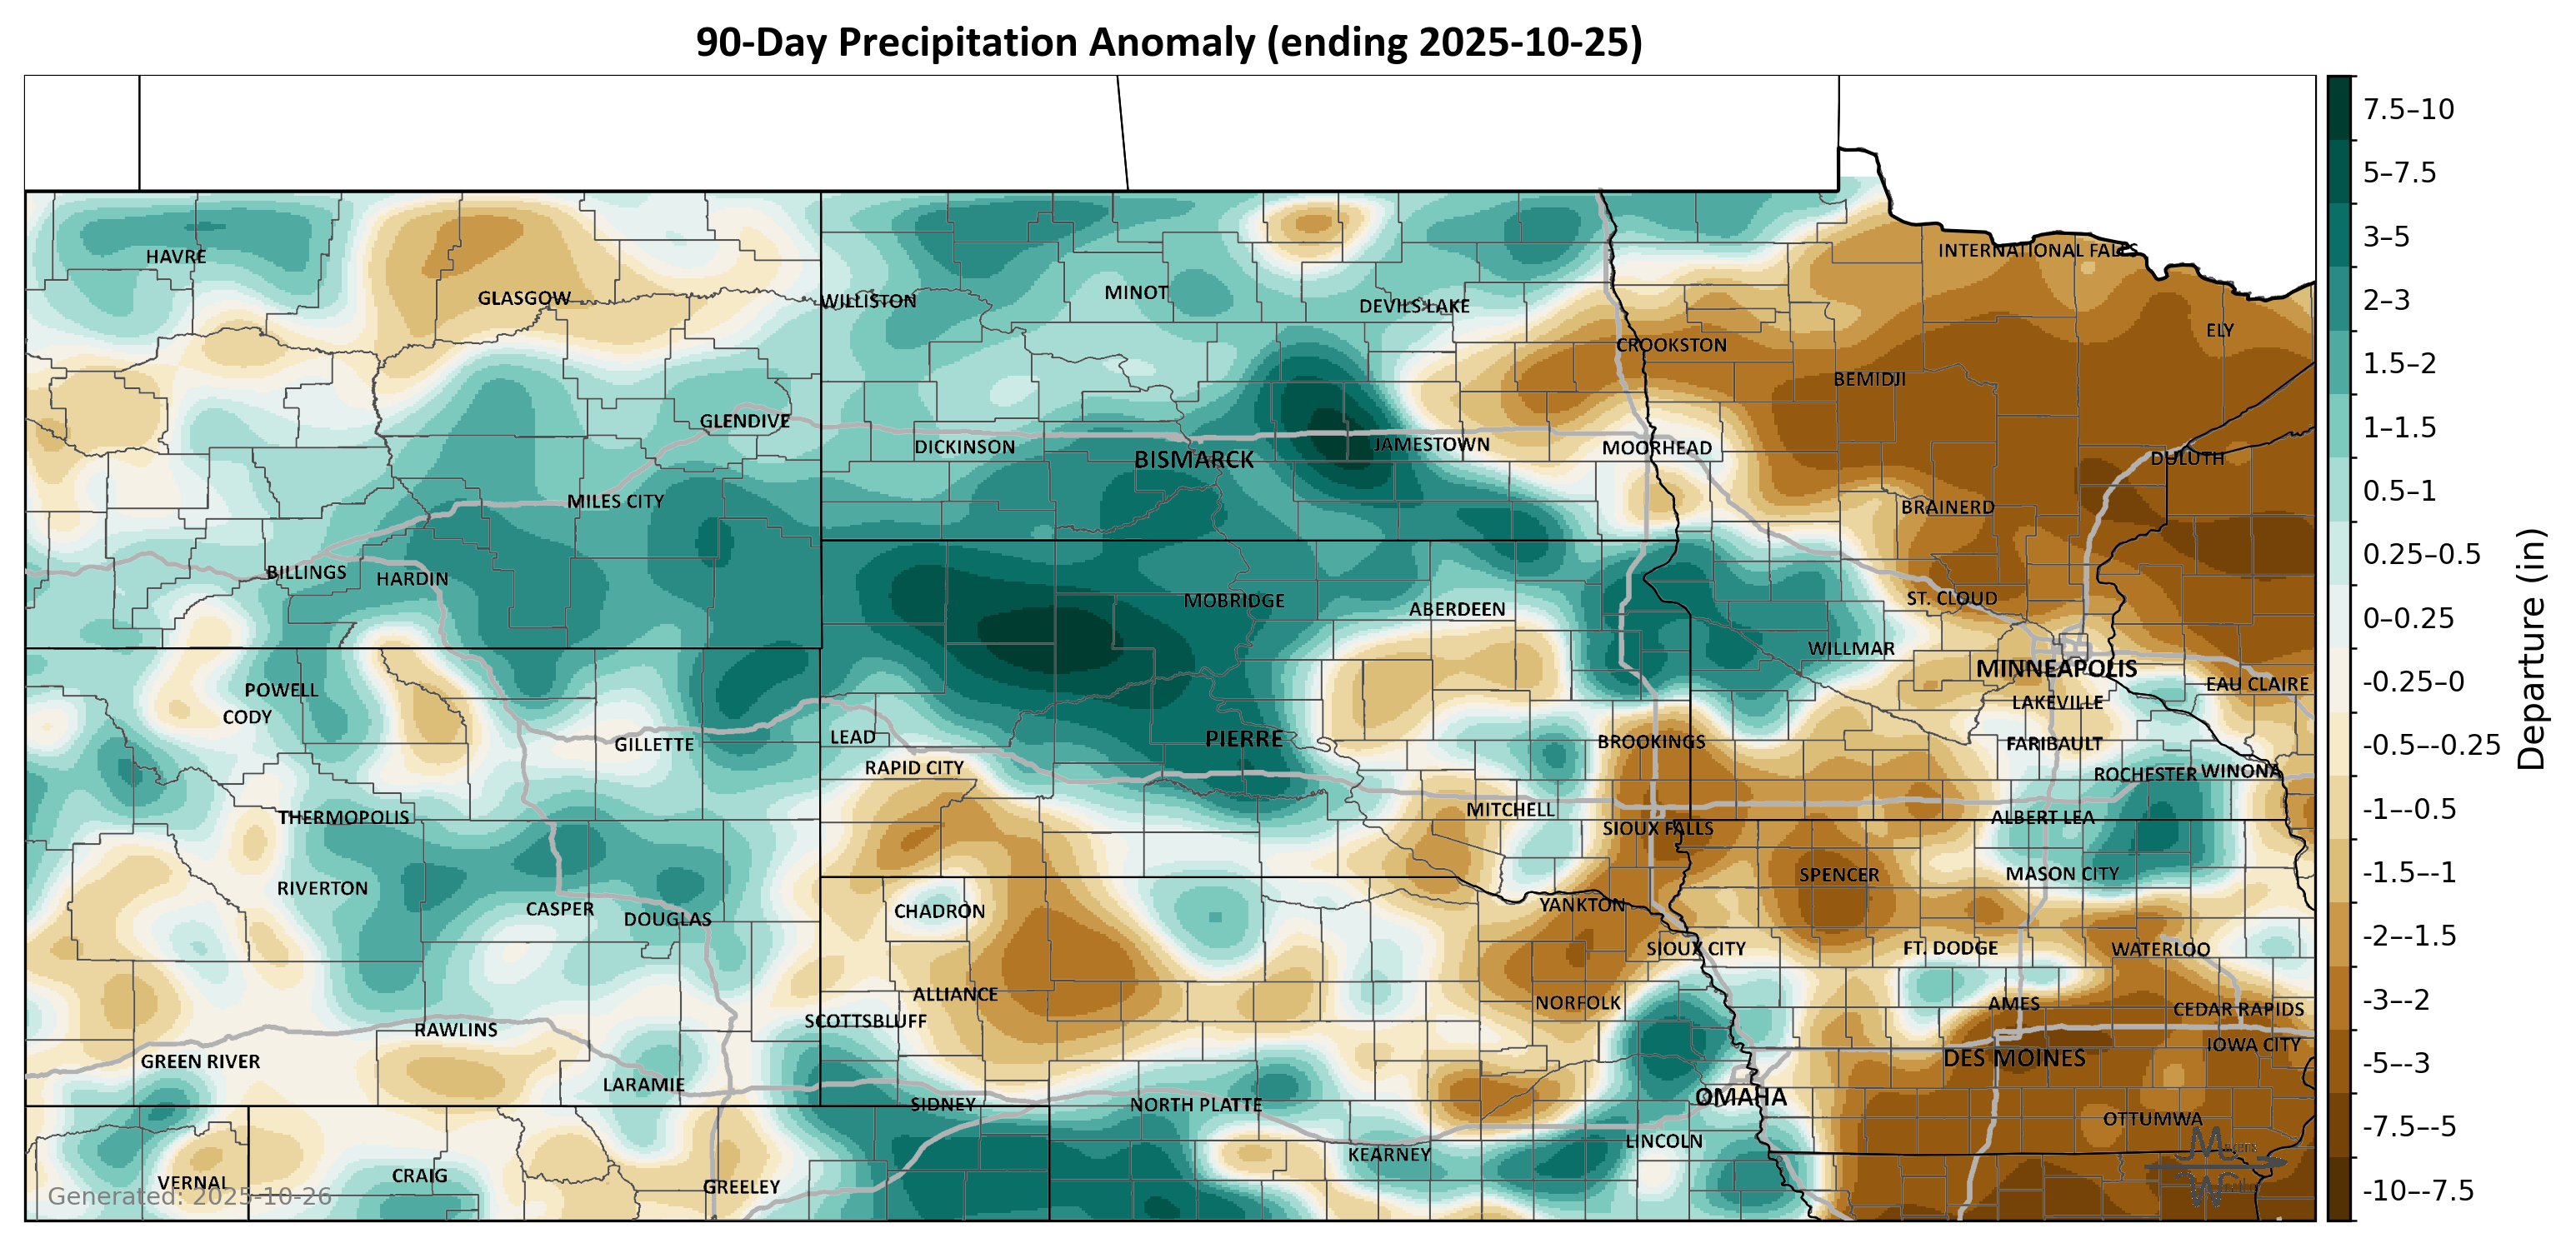 90-Day Precipitation Anomaly (ending 2025-10-25)
HAVRE
GLASGOW
WILLISTON
MINOT
DEVILS LAKE
INTERNATIONAL FALLS
ELY
CROOKSTON
BEMIDJI
GLENDIVE
DICKINSON
BISMARCK
JAMESTOWN
MOORHEAD
DULUTH
MILES CITY
BRAINERD
BILLINGS
HARDIN
MOBRIDGE
ABERDEEN
ST. CLOUD
WILLMAR
MINNEAPOLIS
EAU CLAIRE
POWELL
CODY
LAKEVILLE
GILLETTE
LEAD
PIERRE
BROOKINGS
FARIBAULT
RAPID CITY
ROCHESTER
WINONA
THERMOPOLIS
MITCHELL
SIOUX FALLS
ALBERT LEA
RIVERTON
SPENCER
MASON CITY
CASPER
DOUGLAS
CHADRON
YANKTON
SIOUX CITY
FT. DODGE
WATERLOO
ALLIANCE
NORFOLK
AMES
CEDAR RAPIDS
SCOTTSBLUFF
RAWLINS
GREEN RIVER
DES MOINES
IOWA CITY
LARAMIE
SIDNEY
NORTH PLATTE
OMAHA
OTTUMWA
LINCOLN
KEARNEY
VERNAL
CRAIG
GREELEY
Generated: 2025-10-26
7.5–10
5–7.5
3–5
2–3
1.5–2
1–1.5
0.5–1
0.25–0.5
0–0.25
-0.25–0
-0.5–-0.25
-1–-0.5
-1.5–-1
-2–-1.5
-3–-2
-5–-3
-7.5–-5
-10–-7.5
Departure (in)